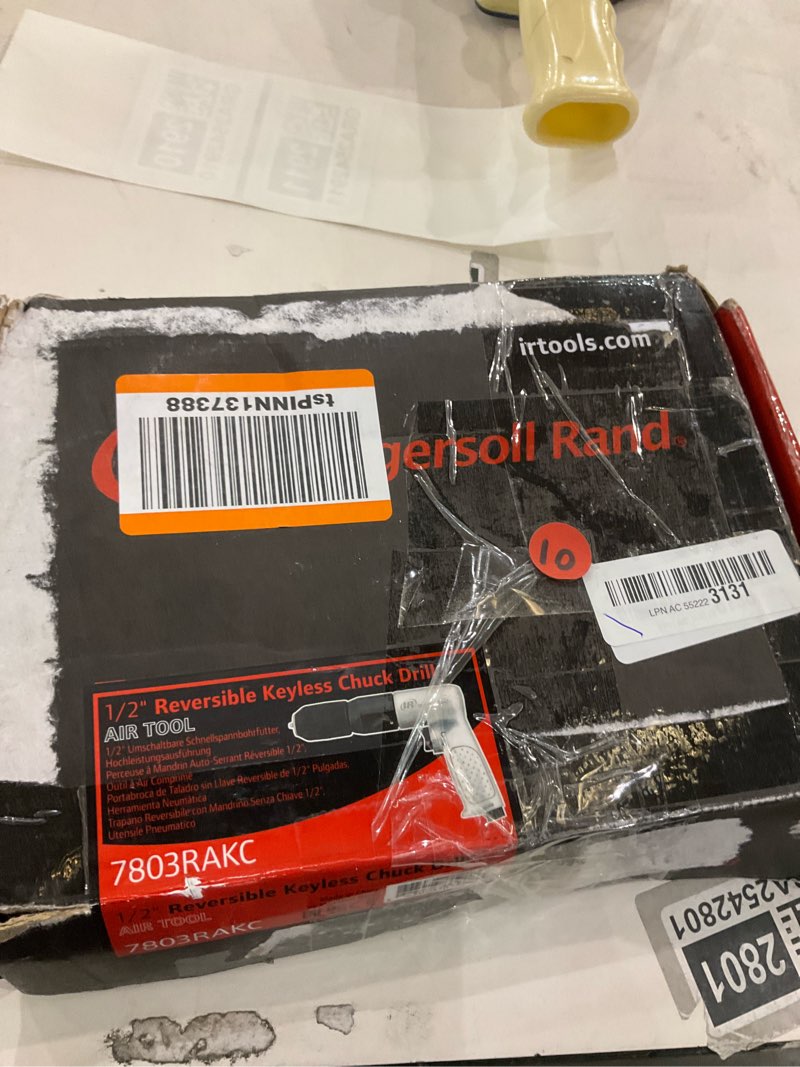 irtools.com
tsPINN137388
gersoll Rand®
10
LPN AC 55222 3131
1/2" Reversible Keyless Chuck Drill
AIR TOOL
1/2" Umschaltbare Schnellspannbohrfutter,
Hochleistungsausführung
Perceuse à Mandrin Auto-Serrant Réversible 1/2",
Outil à Air Comprimé
Portabroca de Taladro sin Llave Reversible de 1/2" Pulgadas,
Herramienta Neumática
Trapano Reversibile con Mandrino Senza Chiave 1/2",
Utensile Pneumatico
7803RAKC
1/2" Reversible Keyless Chuck
AIR TOOL
7803RAKC
A2542801
2801